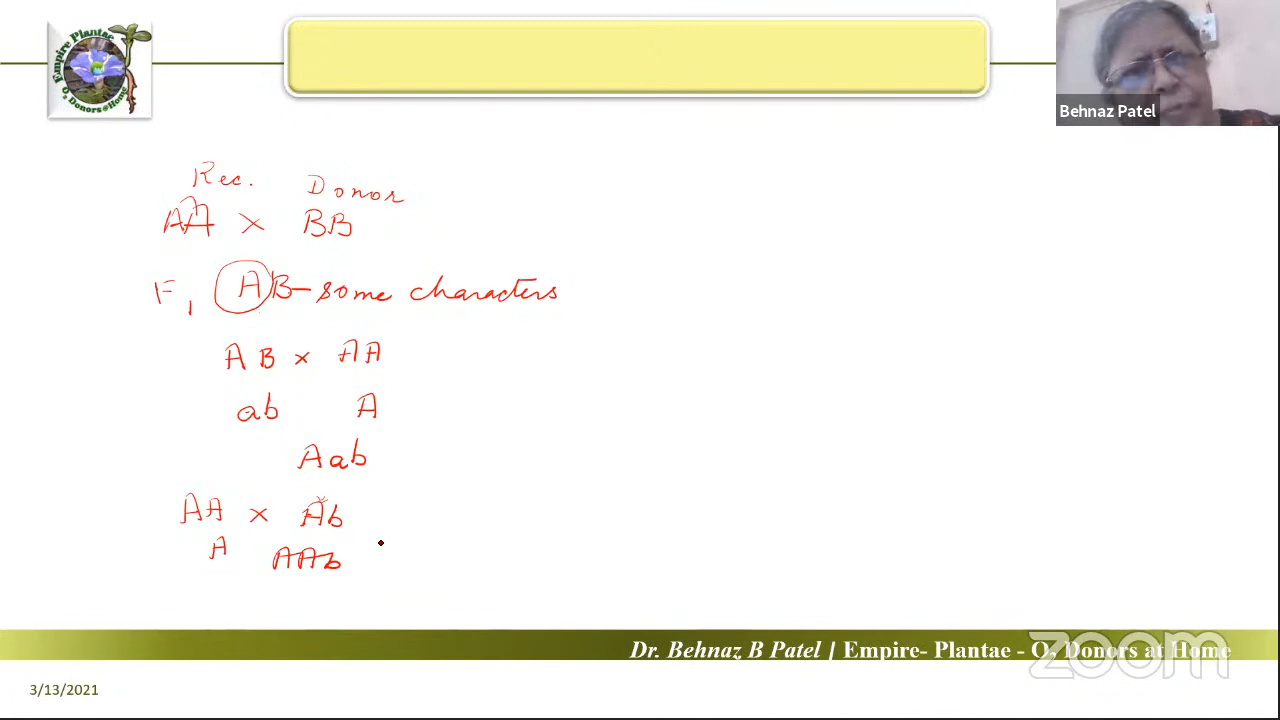 Empire Plantae
O₂ Donors@Home
Behnaz Patel
Rec. Donor
AA × BB
F₁ AB – some characters
AB × AA
ab A
Aab
AA × Ab
A AAb
Dr. Behnaz B Patel | Empire- Plantae - O₂ Donors at Home
zoom
3/13/2021